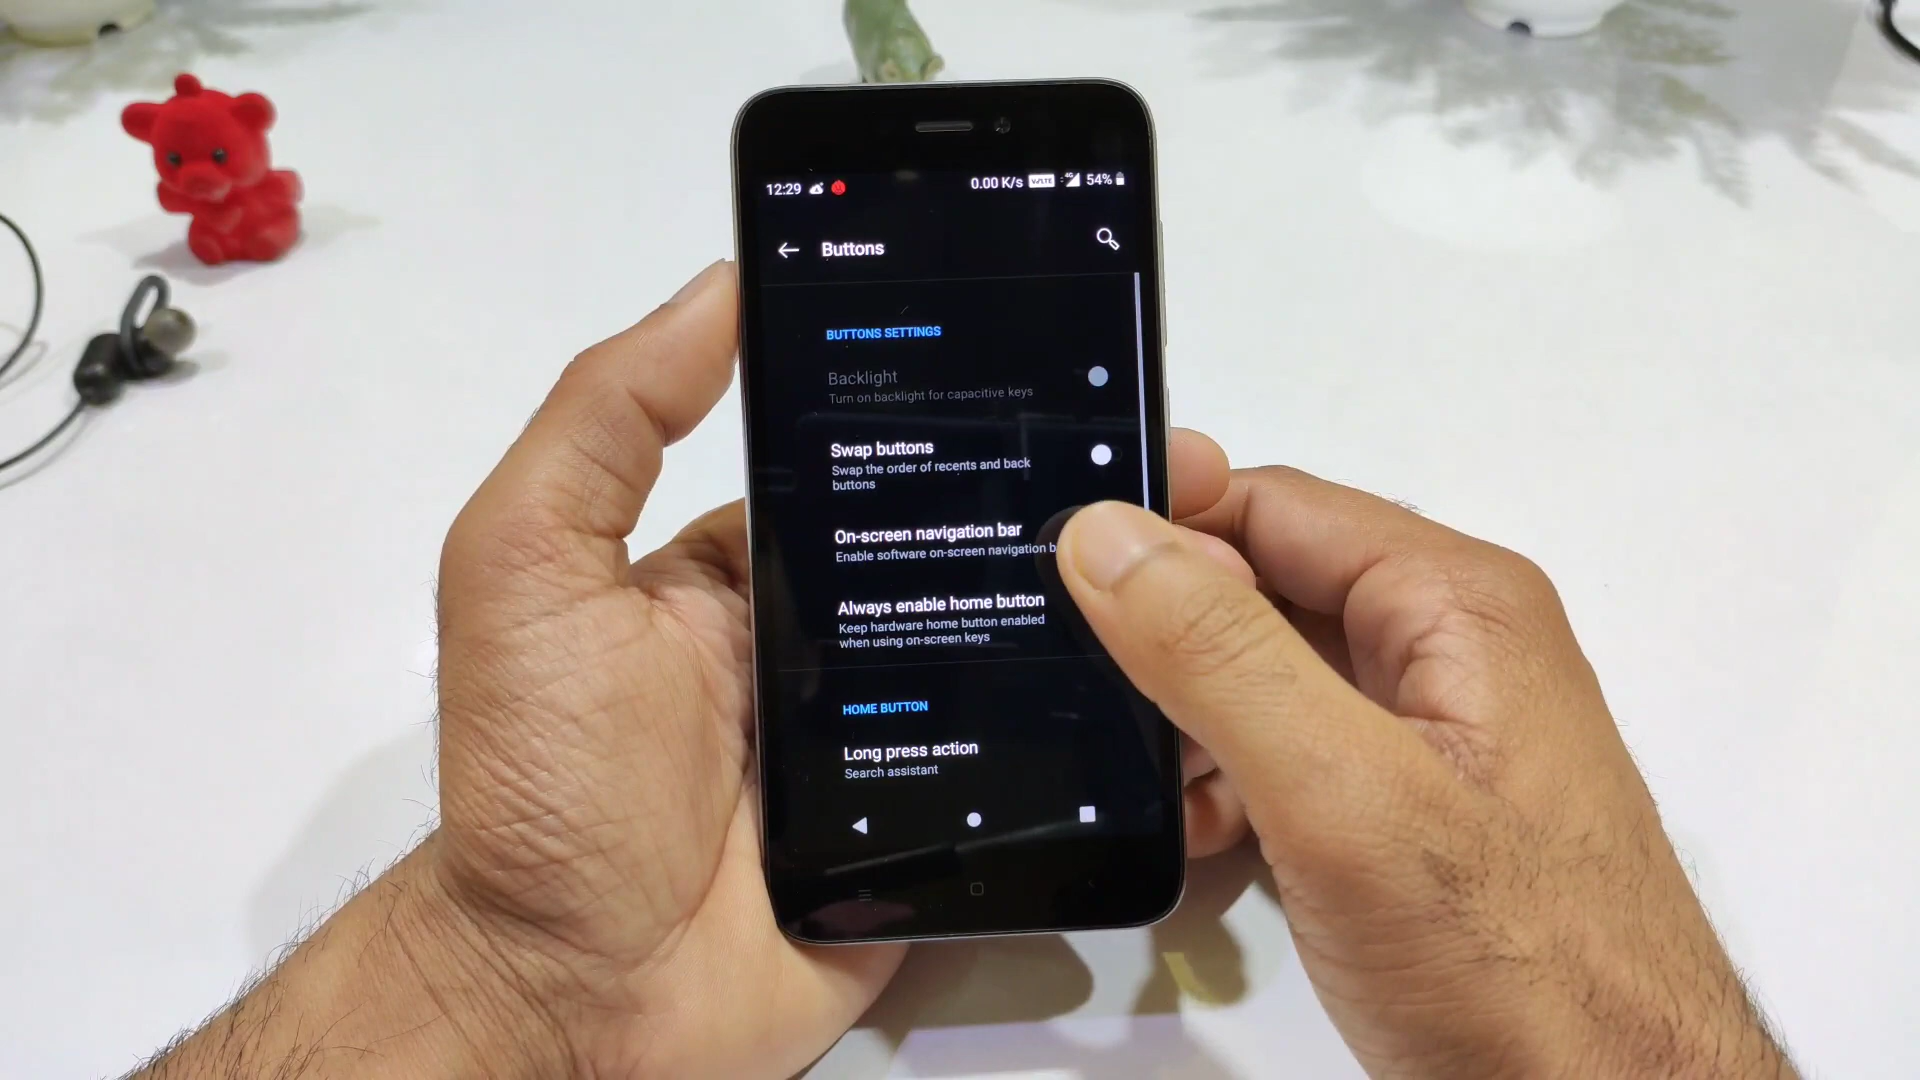 12:29 0.00 K/s VoLTE 4G 54%
Buttons
BUTTONS SETTINGS
Backlight
Turn on backlight for capacitive keys
Swap buttons
Swap the order of recents and back
buttons
On-screen navigation bar
Enable software on-screen navigation
Always enable home button
Keep hardware home button enabled
when using on-screen keys
HOME BUTTON
Long press action
Search assistant